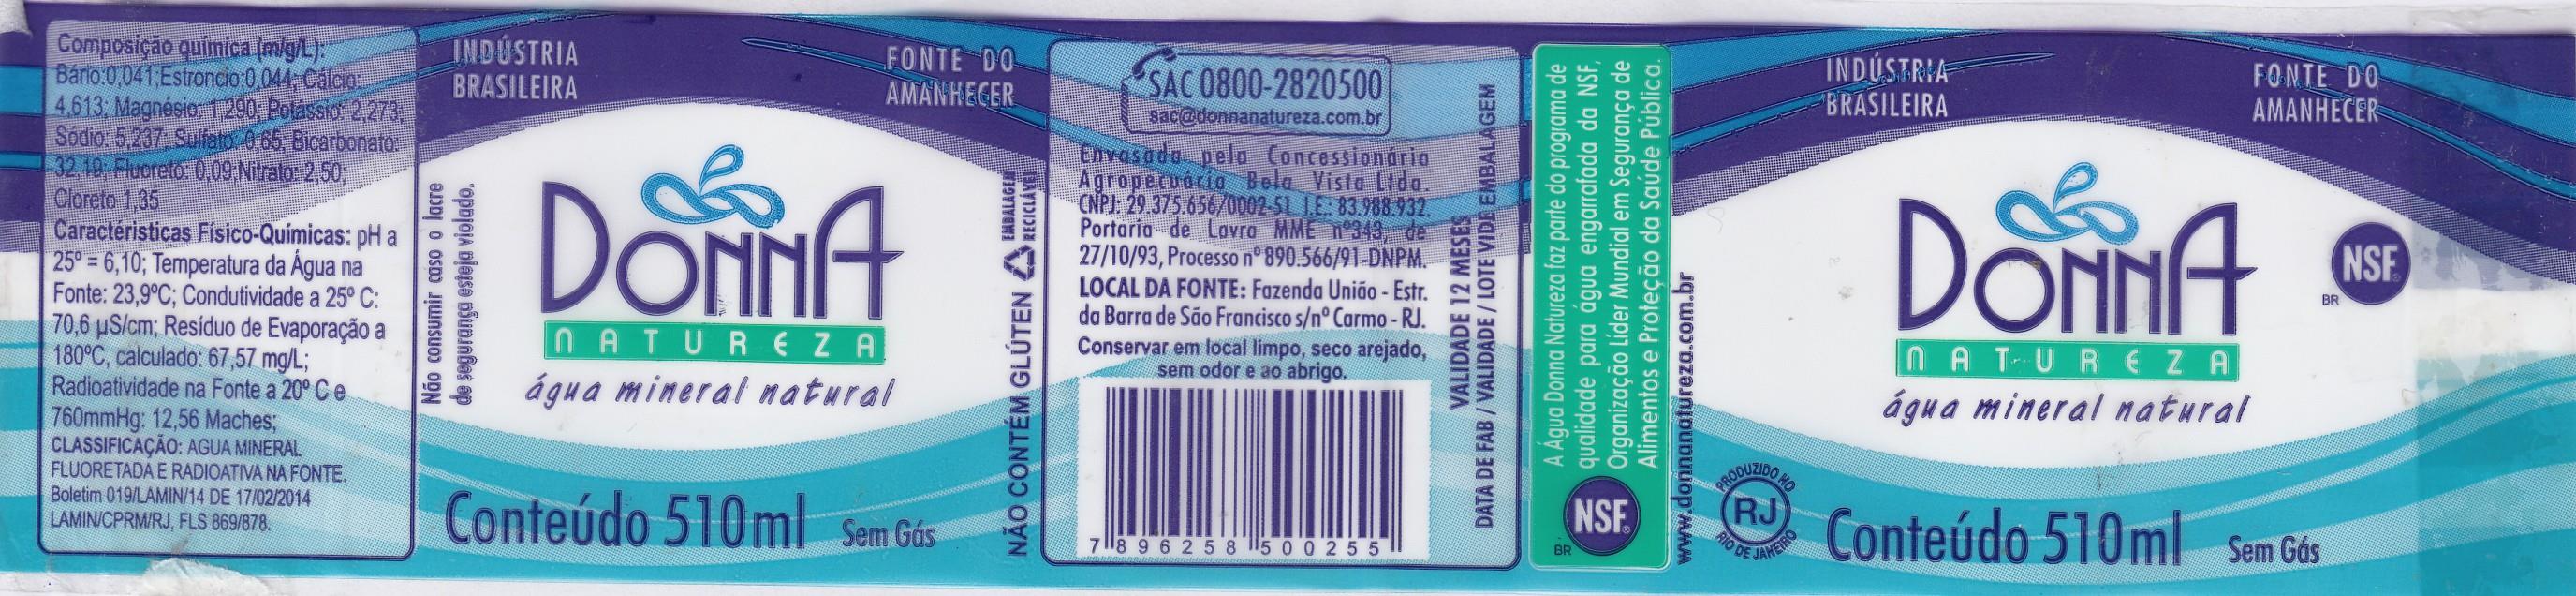 Composição química (m/g/L):
Bário:0,041;Estroncio:0,044; Cálcio:
4.613; Magnésio: 1,290; Potássio: 2,273;
Sódio: 5,237; Sulfato: 0,65, Bicarbonato:
32,19; Fluoreto: 0,09;Nitrato: 2,50;
Cloreto 1,35
Caractéristicas Físico-Químicas: pH a
25º = 6,10; Temperatura da Água na
Fonte: 23,9ºC; Condutividade a 25º C:
70,6 µS/cm; Resíduo de Evaporação a
180ºC, calculado: 67,57 mg/L;
Radioatividade na Fonte a 20º C e
760mmHg: 12,56 Maches;
CLASSIFICAÇÃO: AGUA MINERAL
FLUORETADA E RADIOATIVA NA FONTE.
Boletim 019/LAMIN/14 DE 17/02/2014
LAMIN/CPRM/RJ, FLS 869/878.
Não consumir caso o lacre
de segurança esteja violado.
INDÚSTRIA
BRASILEIRA
FONTE DO
AMANHECER
DONNA
NATUREZA
água mineral natural
Conteúdo 510ml
Sem Gás
NÃO CONTÉM GLÚTEN
EMBALAGEM
RECICLÁVEL
SAC 0800-2820500
sac@donnanatureza.com.br
Envasada pela Concessionária
Agropecuária Bela Vista Ltda.
CNPJ: 29.375.656/0002-51 I.E.: 83.988.932.
Portaria de Lavra MME nº343, de
27/10/93, Processo nº 890.566/91-DNPM.
LOCAL DA FONTE: Fazenda União - Estr.
da Barra de São Francisco s/nº Carmo - RJ.
Conservar em local limpo, seco arejado,
sem odor e ao abrigo.
7 896258 500255
VALIDADE 12 MESES
DATA DE FAB / VALIDADE / LOTE VIDE EMBALAGEM
A Água Donna Natureza faz parte do programa de
qualidade para água engarrafada da NSF,
Organização Líder Mundial em Segurança de
Alimentos e Proteção da Saúde Pública.
NSF®
BR
www.donnanatureza.com.br
INDÚSTRIA
BRASILEIRA
FONTE DO
AMANHECER
DONNA
NATUREZA
água mineral natural
NSF®
BR
PRODUZIDO NO
RJ
RIO DE JANEIRO
Conteúdo 510ml
Sem Gás